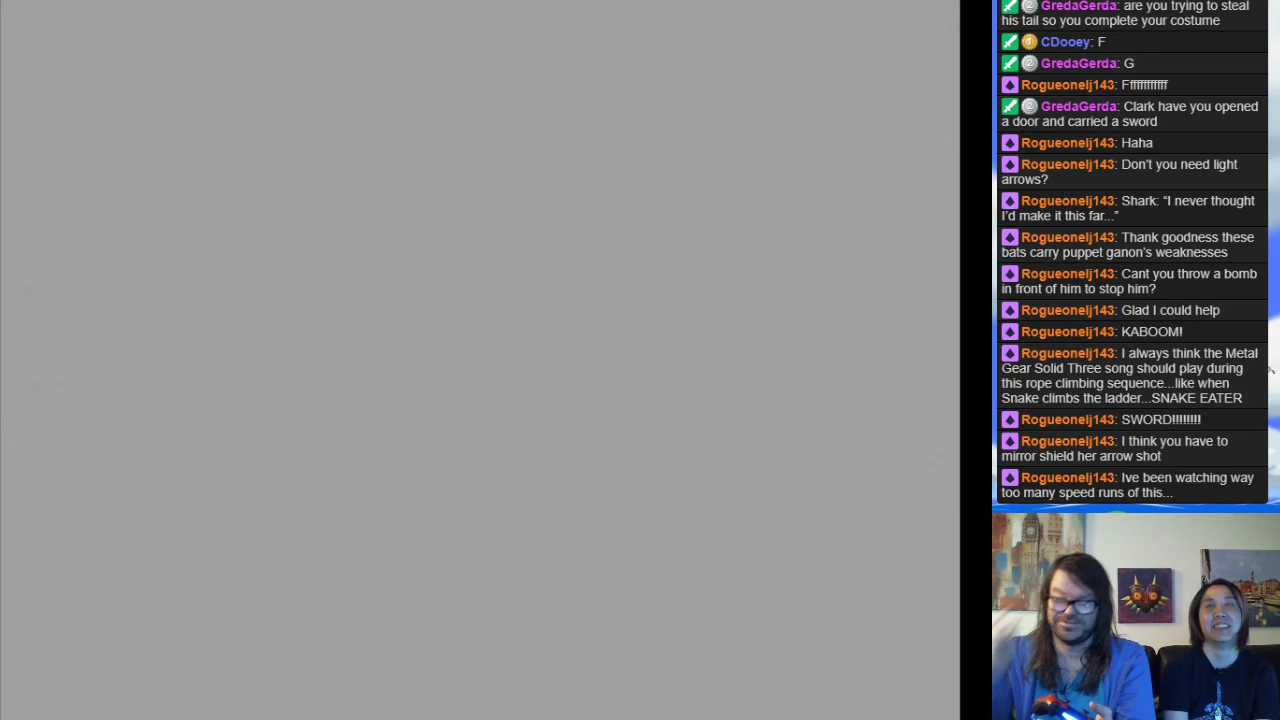 GredaGerda: are you trying to steal
his tail so you complete your costume
CDooey: F
GredaGerda: G
Rogueonelj143: Ffffffffffff
GredaGerda: Clark have you opened
a door and carried a sword
Rogueonelj143: Haha
Rogueonelj143: Don't you need light
arrows?
Rogueonelj143: Shark: “I never thought
I'd make it this far...”
Rogueonelj143: Thank goodness these
bats carry puppet ganon's weaknesses
Rogueonelj143: Cant you throw a bomb
in front of him to stop him?
Rogueonelj143: Glad I could help
Rogueonelj143: KABOOM!
Rogueonelj143: I always think the Metal
Gear Solid Three song should play during
this rope climbing sequence...like when
Snake climbs the ladder...SNAKE EATER
Rogueonelj143: SWORD!!!!!!!!
Rogueonelj143: I think you have to
mirror shield her arrow shot
Rogueonelj143: Ive been watching way
too many speed runs of this...